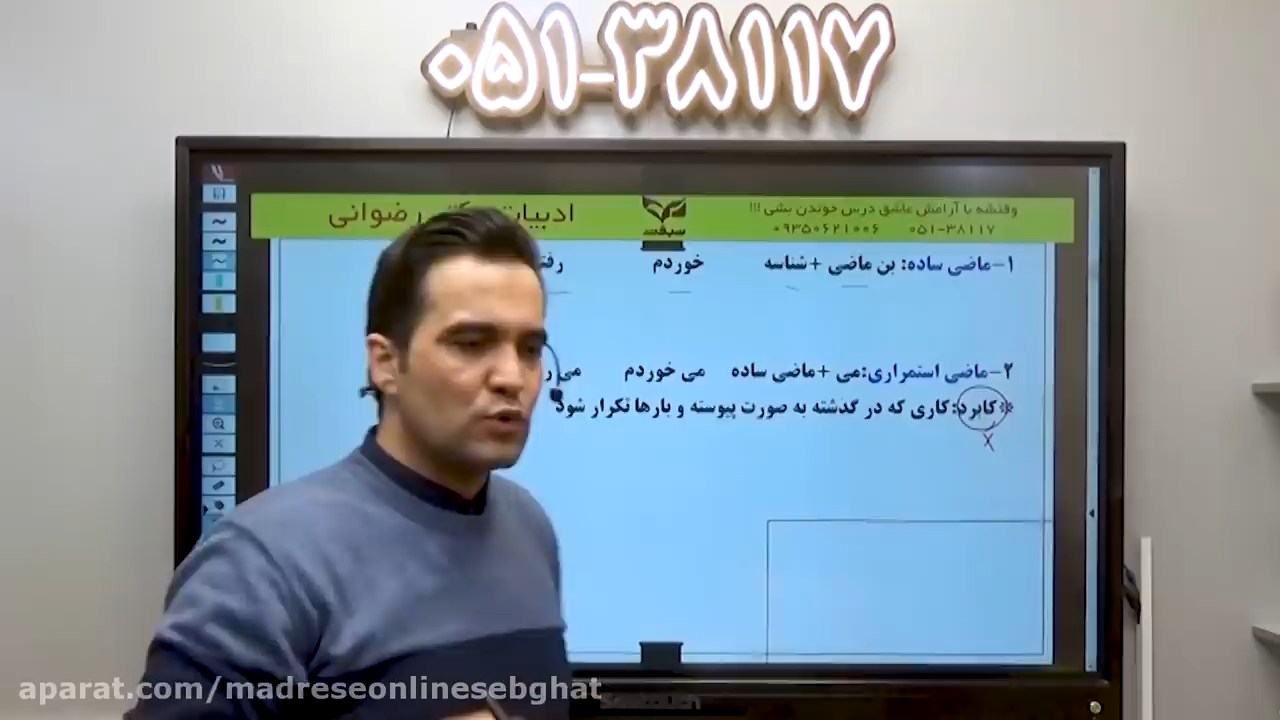 ۰۵۱-۳۸۱۱۷
وقتشه با آرامش عاشق درس خوندن بشی !!!
۰۵۱-۳۸۱۱۷ ۰۹۳۵۰۶۲۱۰۰۶
سبقت
ادبیات رضوانی
۱-ماضی ساده: بن ماضی +شناسه خوردم
۲-ماضی استمراری:می +ماضی ساده می خوردم می
*کابرد:کاری که در گذشته به صورت پیوسته و بارها تکرار شود
x
aparat.com/madreseonlinesebghat